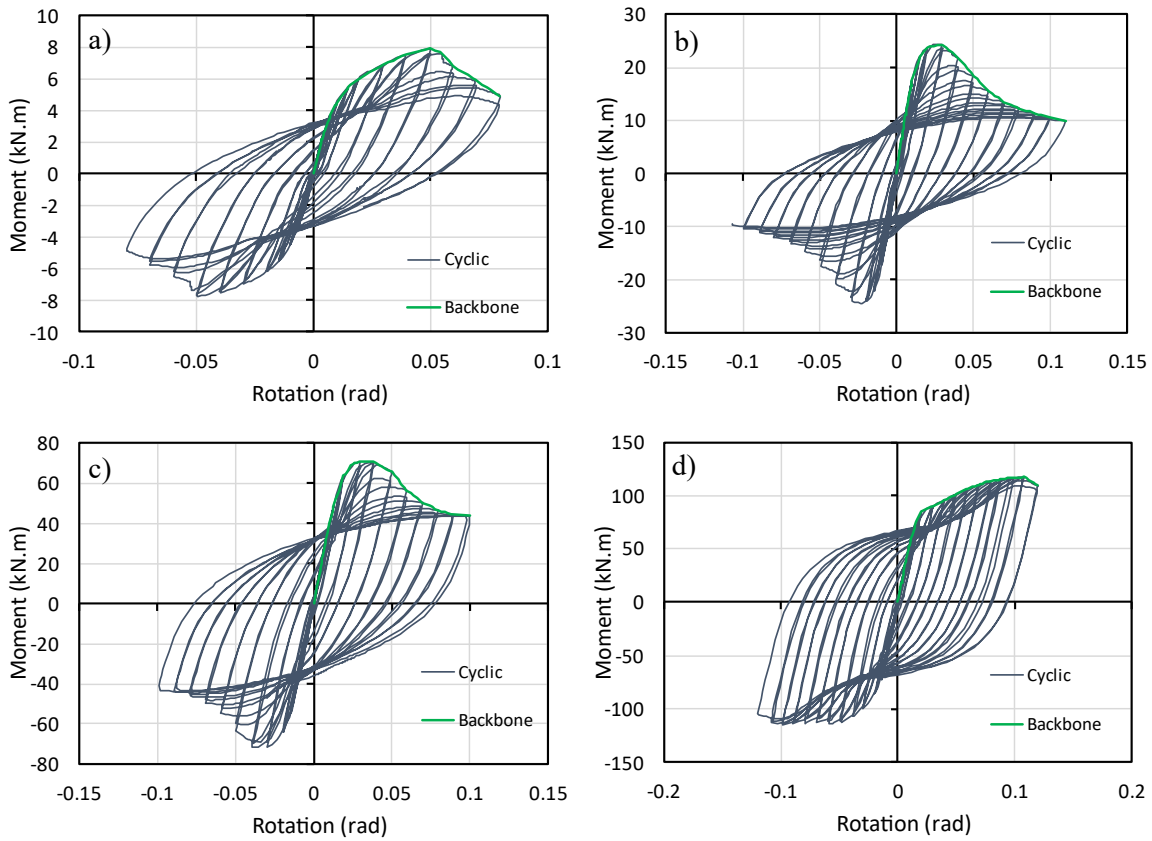 a)
Moment (kN.m)
10
8
6
4
2
0
-2
-4
-6
-8
-10
Cyclic
Backbone
-0.1 -0.05 0 0.05 0.1
Rotation (rad)
b)
Moment (kN.m)
30
20
10
0
-10
-20
-30
Cyclic
Backbone
-0.15 -0.1 -0.05 0 0.05 0.1 0.15
Rotation (rad)
c)
Moment (kN.m)
80
60
40
20
0
-20
-40
-60
-80
Cyclic
Backbone
-0.15 -0.1 -0.05 0 0.05 0.1 0.15
Rotation (rad)
d)
Moment (kN.m)
150
100
50
0
-50
-100
-150
Cyclic
Backbone
-0.2 -0.1 0 0.1 0.2
Rotation (rad)